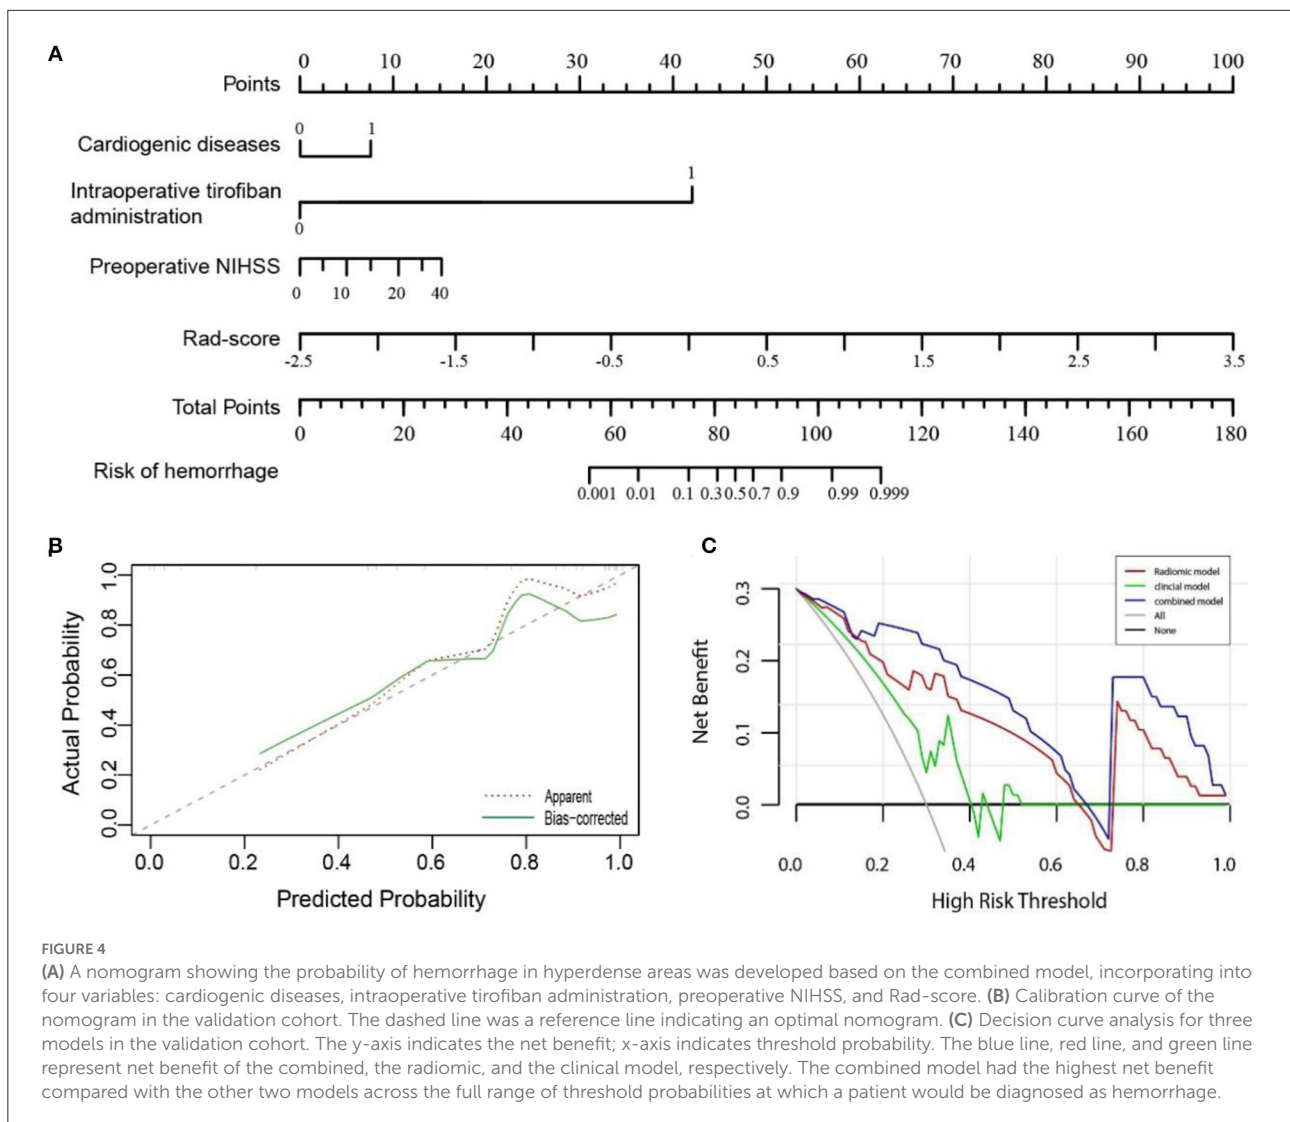 A
0 10 20 30 40 50 60 70 80 90 100
Points
0 1
Cardiogenic diseases
1
Intraoperative tirofiban
administration
0
Preoperative NIHSS
0 10 20 40
Rad-score
-2.5 -1.5 -0.5 0.5 1.5 2.5 3.5
Total Points
0 20 40 60 80 100 120 140 160 180
Risk of hemorrhage
0.001 0.01 0.1 0.3 0.5 0.7 0.9 0.99 0.999
B
Actual Probability
1.0
0.8
0.6
0.4
0.2
0.0
Apparent
Bias-corrected
0.0 0.2 0.4 0.6 0.8 1.0
Predicted Probability
C
Net Benefit
0.3
0.2
0.1
0.0
Radiomic model
clincial model
combined model
All
None
0.0 0.2 0.4 0.6 0.8 1.0
High Risk Threshold
FIGURE 4
(A) A nomogram showing the probability of hemorrhage in hyperdense areas was developed based on the combined model, incorporating into
four variables: cardiogenic diseases, intraoperative tirofiban administration, preoperative NIHSS, and Rad-score. (B) Calibration curve of the
nomogram in the validation cohort. The dashed line was a reference line indicating an optimal nomogram. (C) Decision curve analysis for three
models in the validation cohort. The y-axis indicates the net benefit; x-axis indicates threshold probability. The blue line, red line, and green line
represent net benefit of the combined, the radiomic, and the clinical model, respectively. The combined model had the highest net benefit
compared with the other two models across the full range of threshold probabilities at which a patient would be diagnosed as hemorrhage.